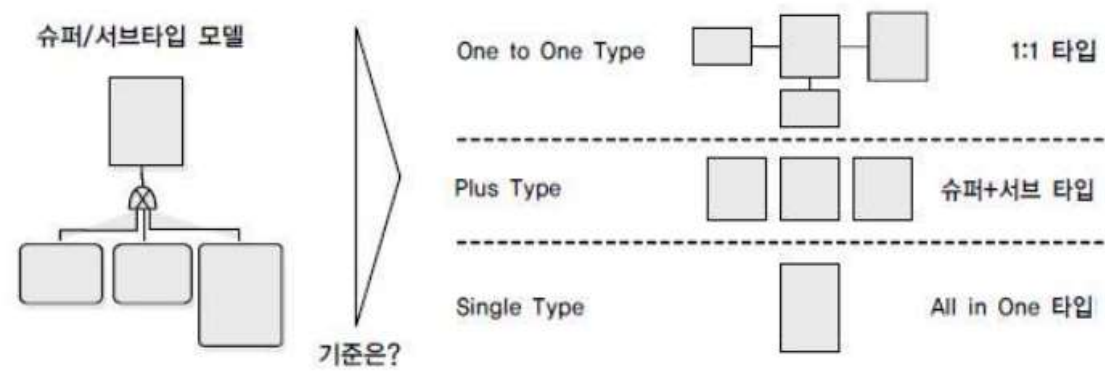 슈퍼/서브타입 모델
기준은?
One to One Type 1:1 타입
Plus Type 슈퍼+서브 타입
Single Type All in One 타입